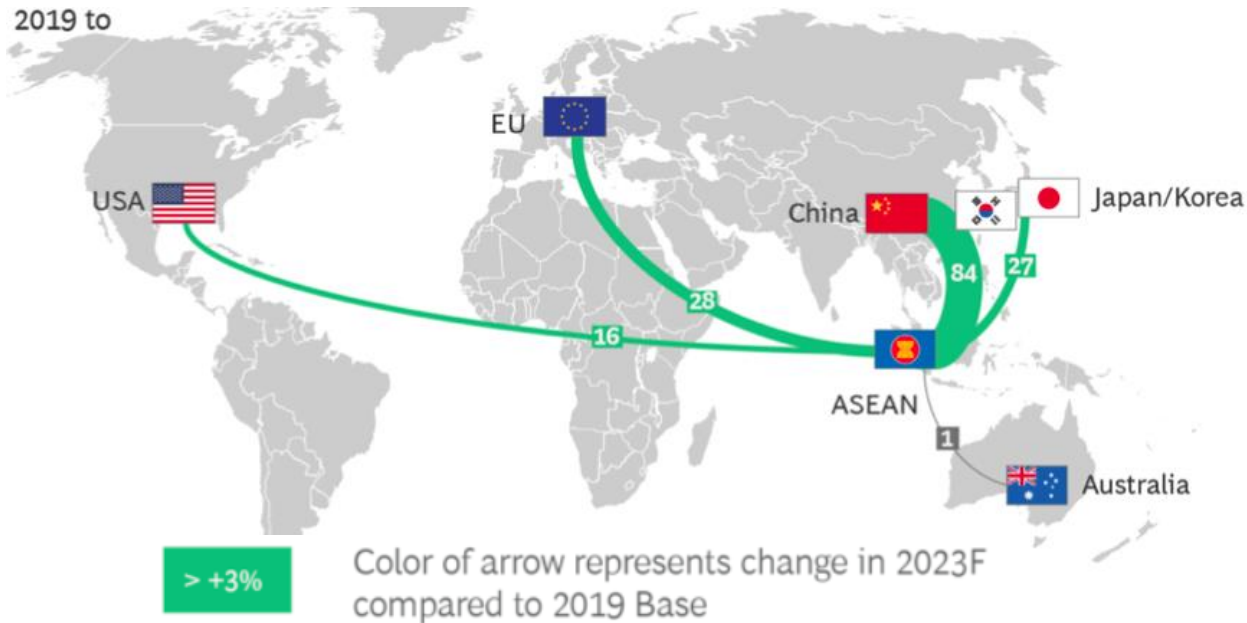 2019 to
EU
USA
China
Japan/Korea
84
27
28
16
ASEAN
1
Australia
> +3%
Color of arrow represents change in 2023F
compared to 2019 Base